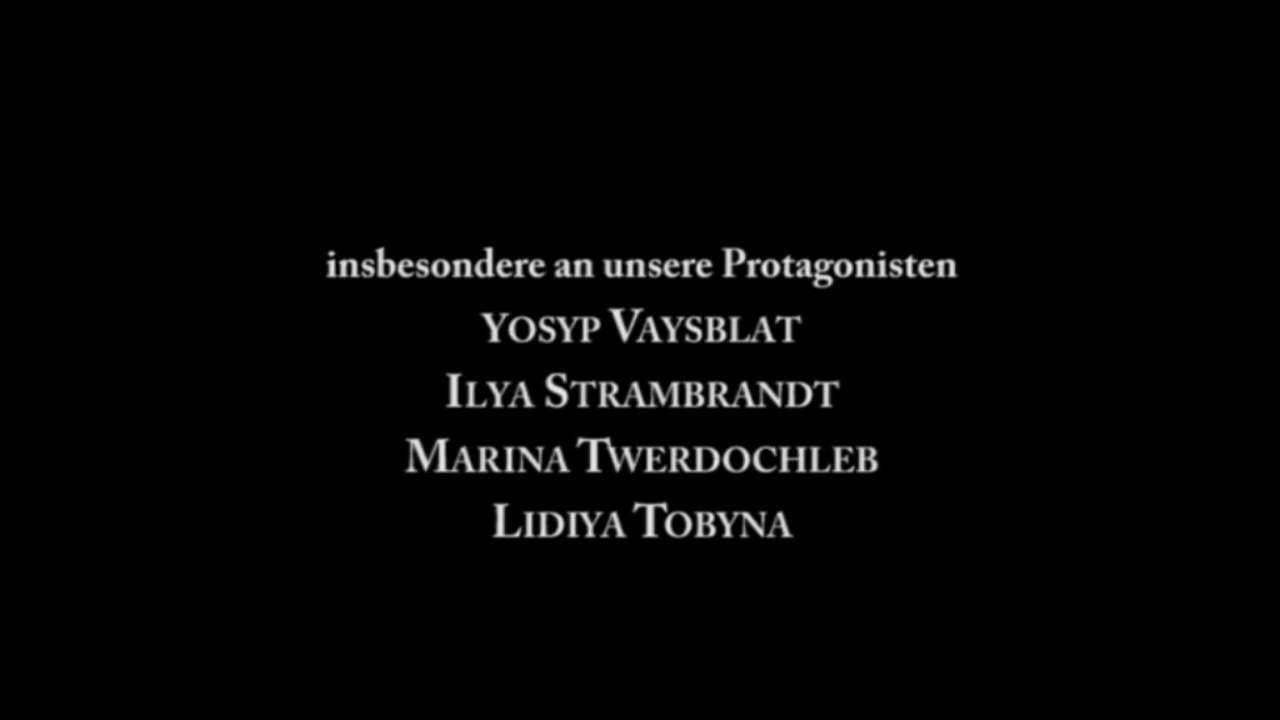 insbesondere an unsere Protagonisten
Yosyp Vaysblat
Ilya Strambrandt
Marina Twerdochleb
Lidiya Tobyna